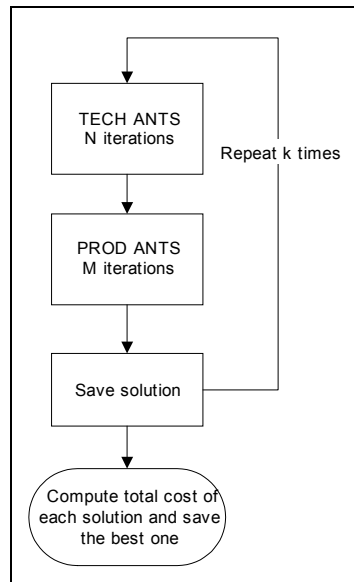 TECH ANTS
N iterations
Repeat k times
PROD ANTS
M iterations
Save solution
Compute total cost of
each solution and save
the best one